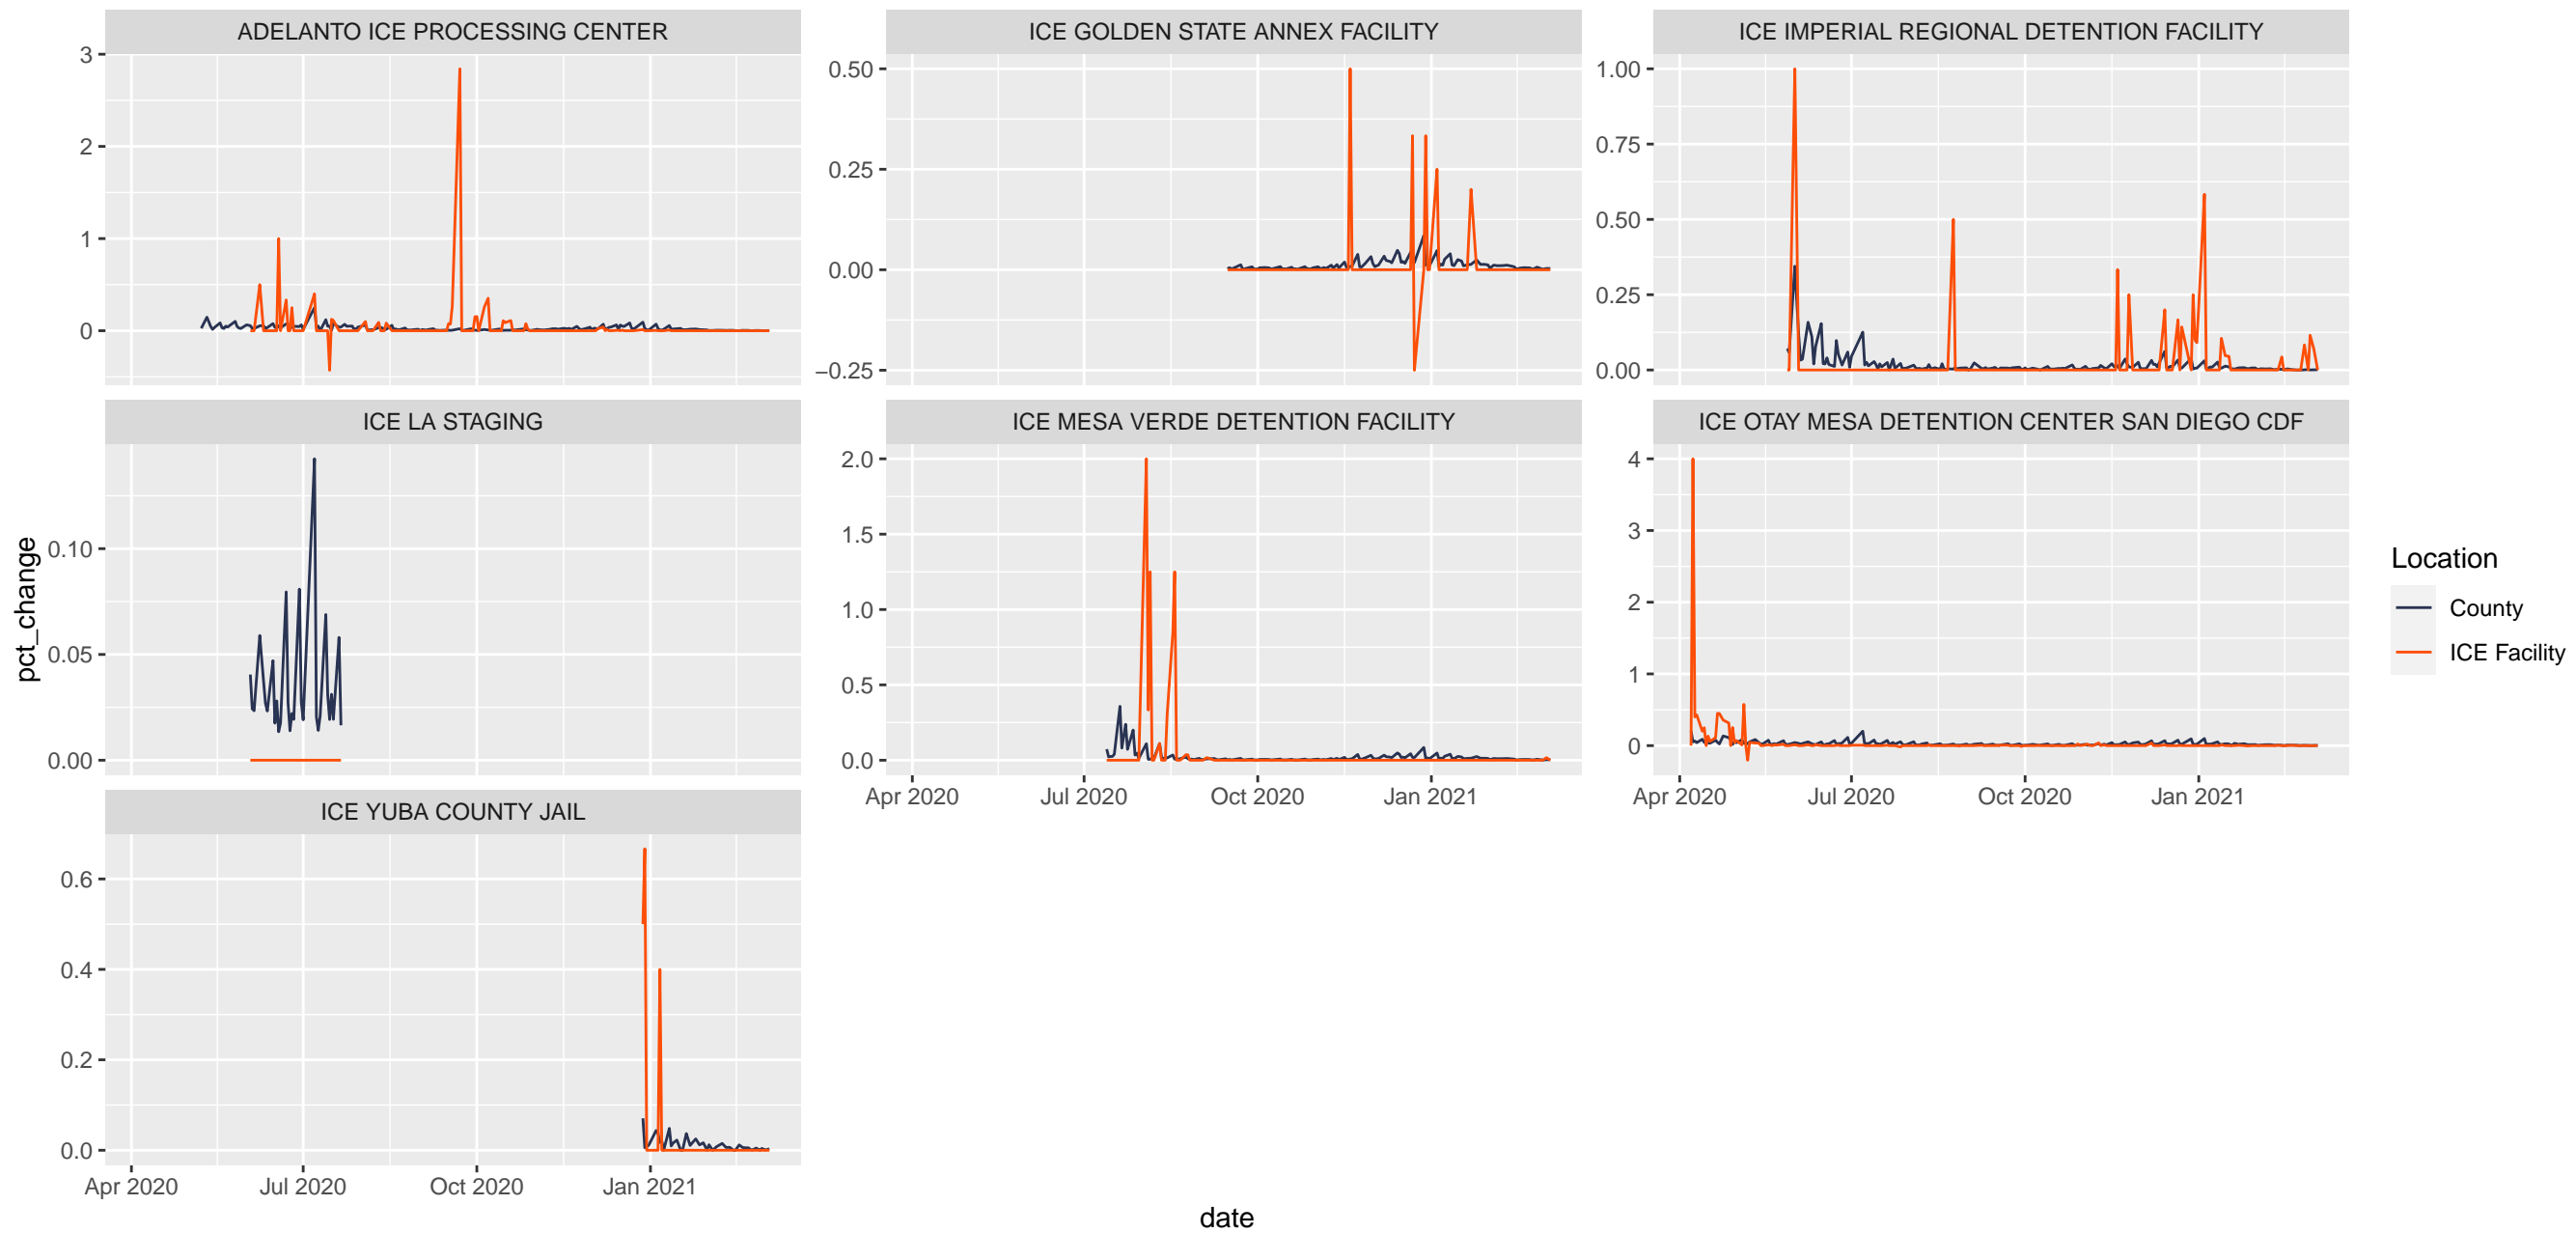 ADELANTO ICE PROCESSING CENTER
ICE GOLDEN STATE ANNEX FACILITY
ICE IMPERIAL REGIONAL DETENTION FACILITY
3
2
1
0
0.50
0.25
0.00
−0.25
1.00
0.75
0.50
0.25
0.00
ICE LA STAGING
ICE MESA VERDE DETENTION FACILITY
ICE OTAY MESA DETENTION CENTER SAN DIEGO CDF
0.10
0.05
0.00
2.0
1.5
1.0
0.5
0.0
Apr 2020 Jul 2020 Oct 2020 Jan 2021
4
3
2
1
0
Apr 2020 Jul 2020 Oct 2020 Jan 2021
ICE YUBA COUNTY JAIL
0.6
0.4
0.2
0.0
Apr 2020 Jul 2020 Oct 2020 Jan 2021
pct_change
date
Location
County
ICE Facility